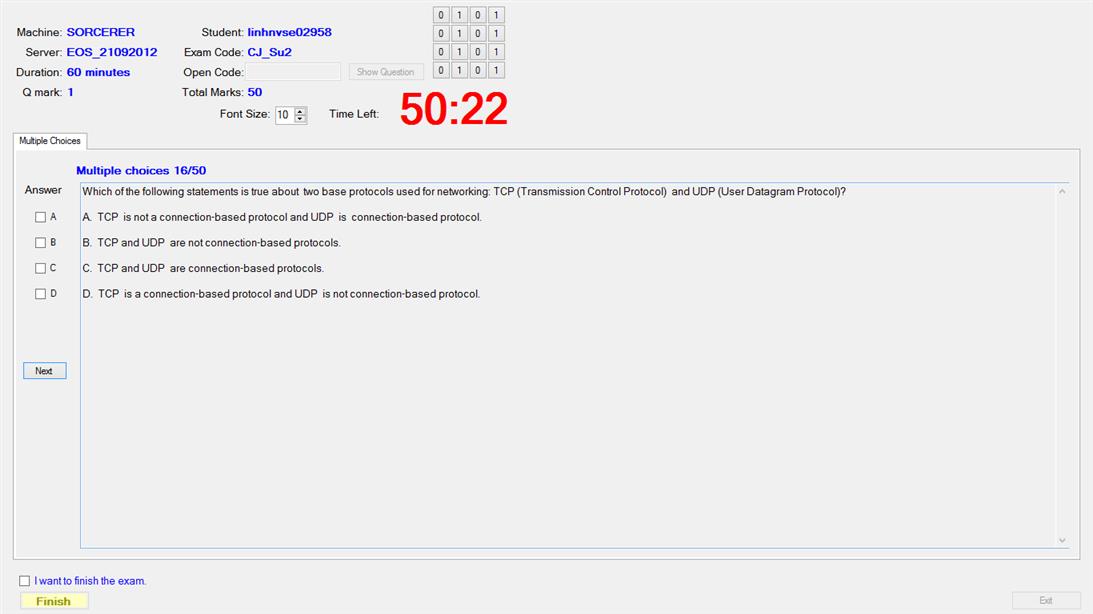 0 1 0 1
Machine: SORCERER Student: linhnvse02958 0 1 0 1
Server: EOS_21092012 Exam Code: CJ_Su2 0 1 0 1
Duration: 60 minutes Open Code: Show Question 0 1 0 1
Q mark: 1 Total Marks: 50
Font Size: 10 Time Left: 50:22
Multiple Choices
Multiple choices 16/50
Answer Which of the following statements is true about two base protocols used for networking: TCP (Transmission Control Protocol) and UDP (User Datagram Protocol)?
A A. TCP is not a connection-based protocol and UDP is connection-based protocol.
B B. TCP and UDP are not connection-based protocols.
C C. TCP and UDP are connection-based protocols.
D D. TCP is a connection-based protocol and UDP is not connection-based protocol.
Next
I want to finish the exam.
Finish Exit